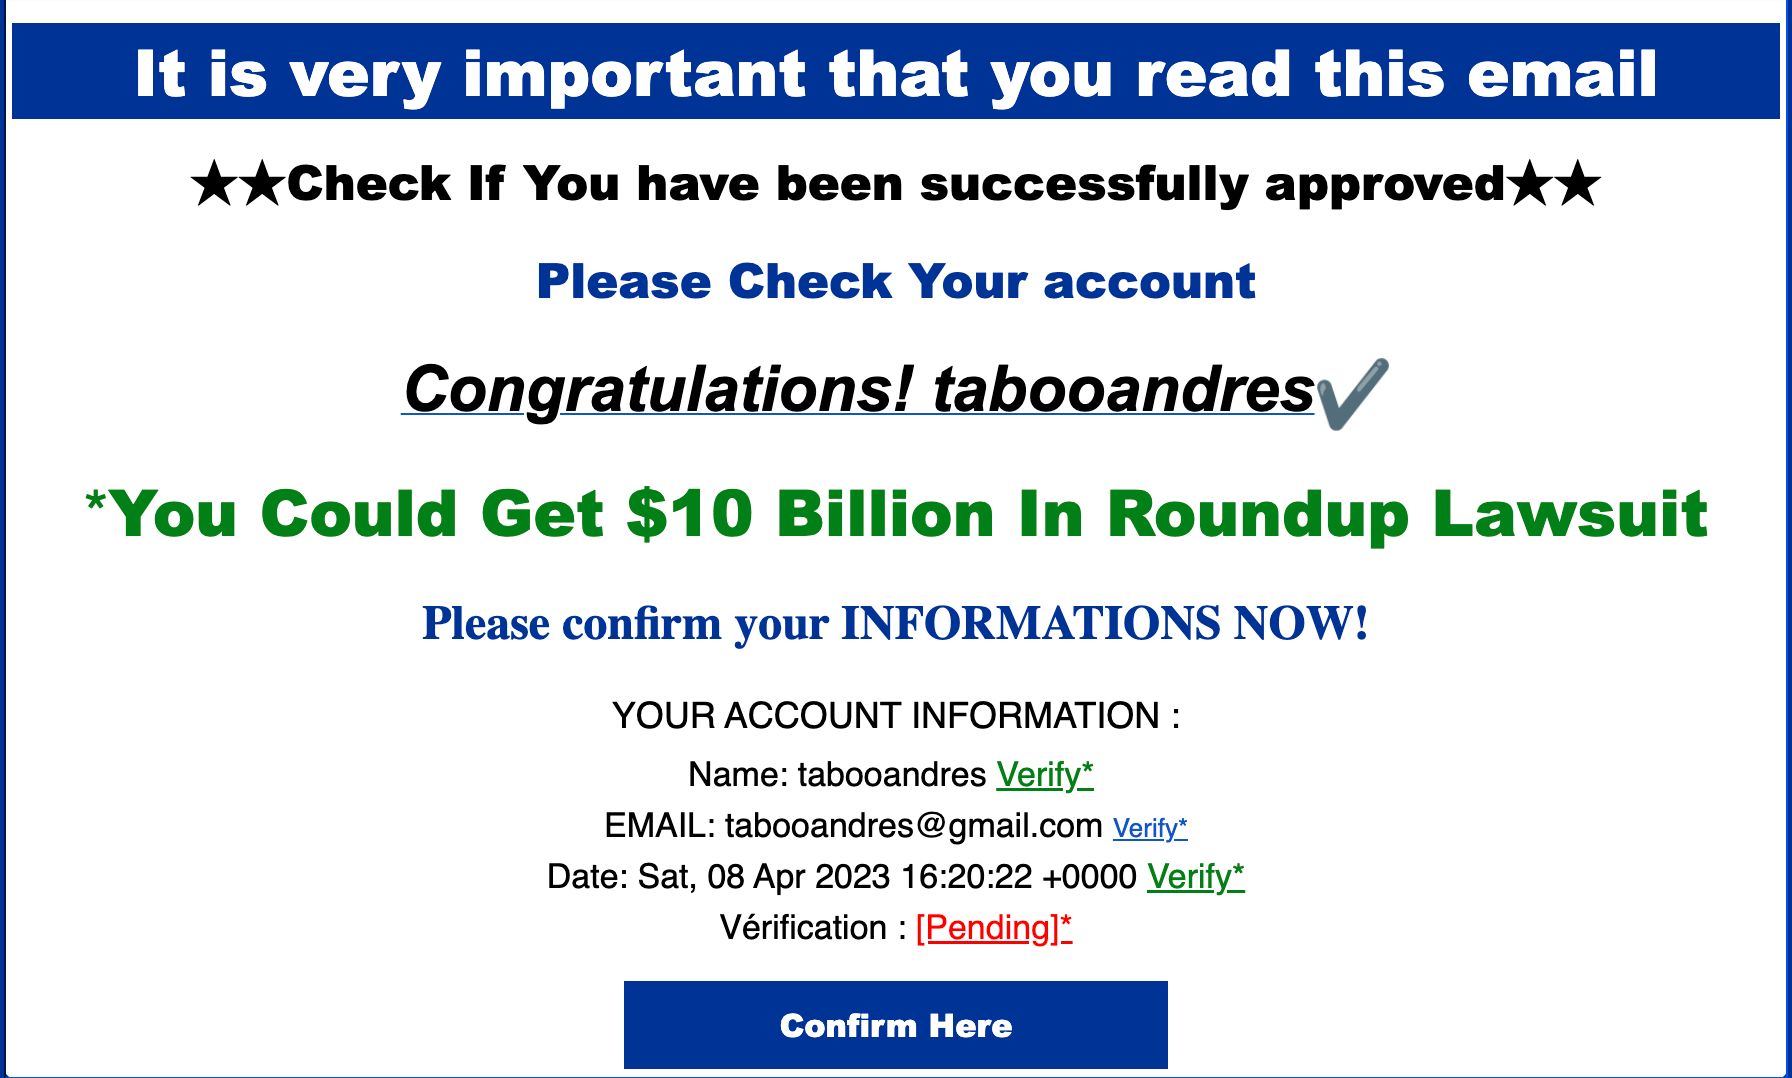 It is very important that you read this email
★★Check If You have been successfully approved★★
Please Check Your account
Congratulations! tabooandres✔
*You Could Get $10 Billion In Roundup Lawsuit
Please confirm your INFORMATIONS NOW!
YOUR ACCOUNT INFORMATION :
Name: tabooandres Verify*
EMAIL: tabooandres@gmail.com Verify*
Date: Sat, 08 Apr 2023 16:20:22 +0000 Verify*
Vérification : [Pending]*
Confirm Here